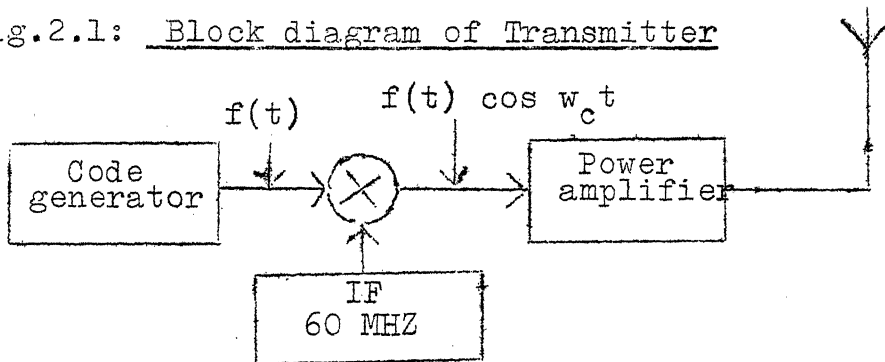 g.2.1: Block diagram of Transmitter
f(t)
f(t) cos w_c t
Code
generator
Power
amplifier
IF
60 MHZ